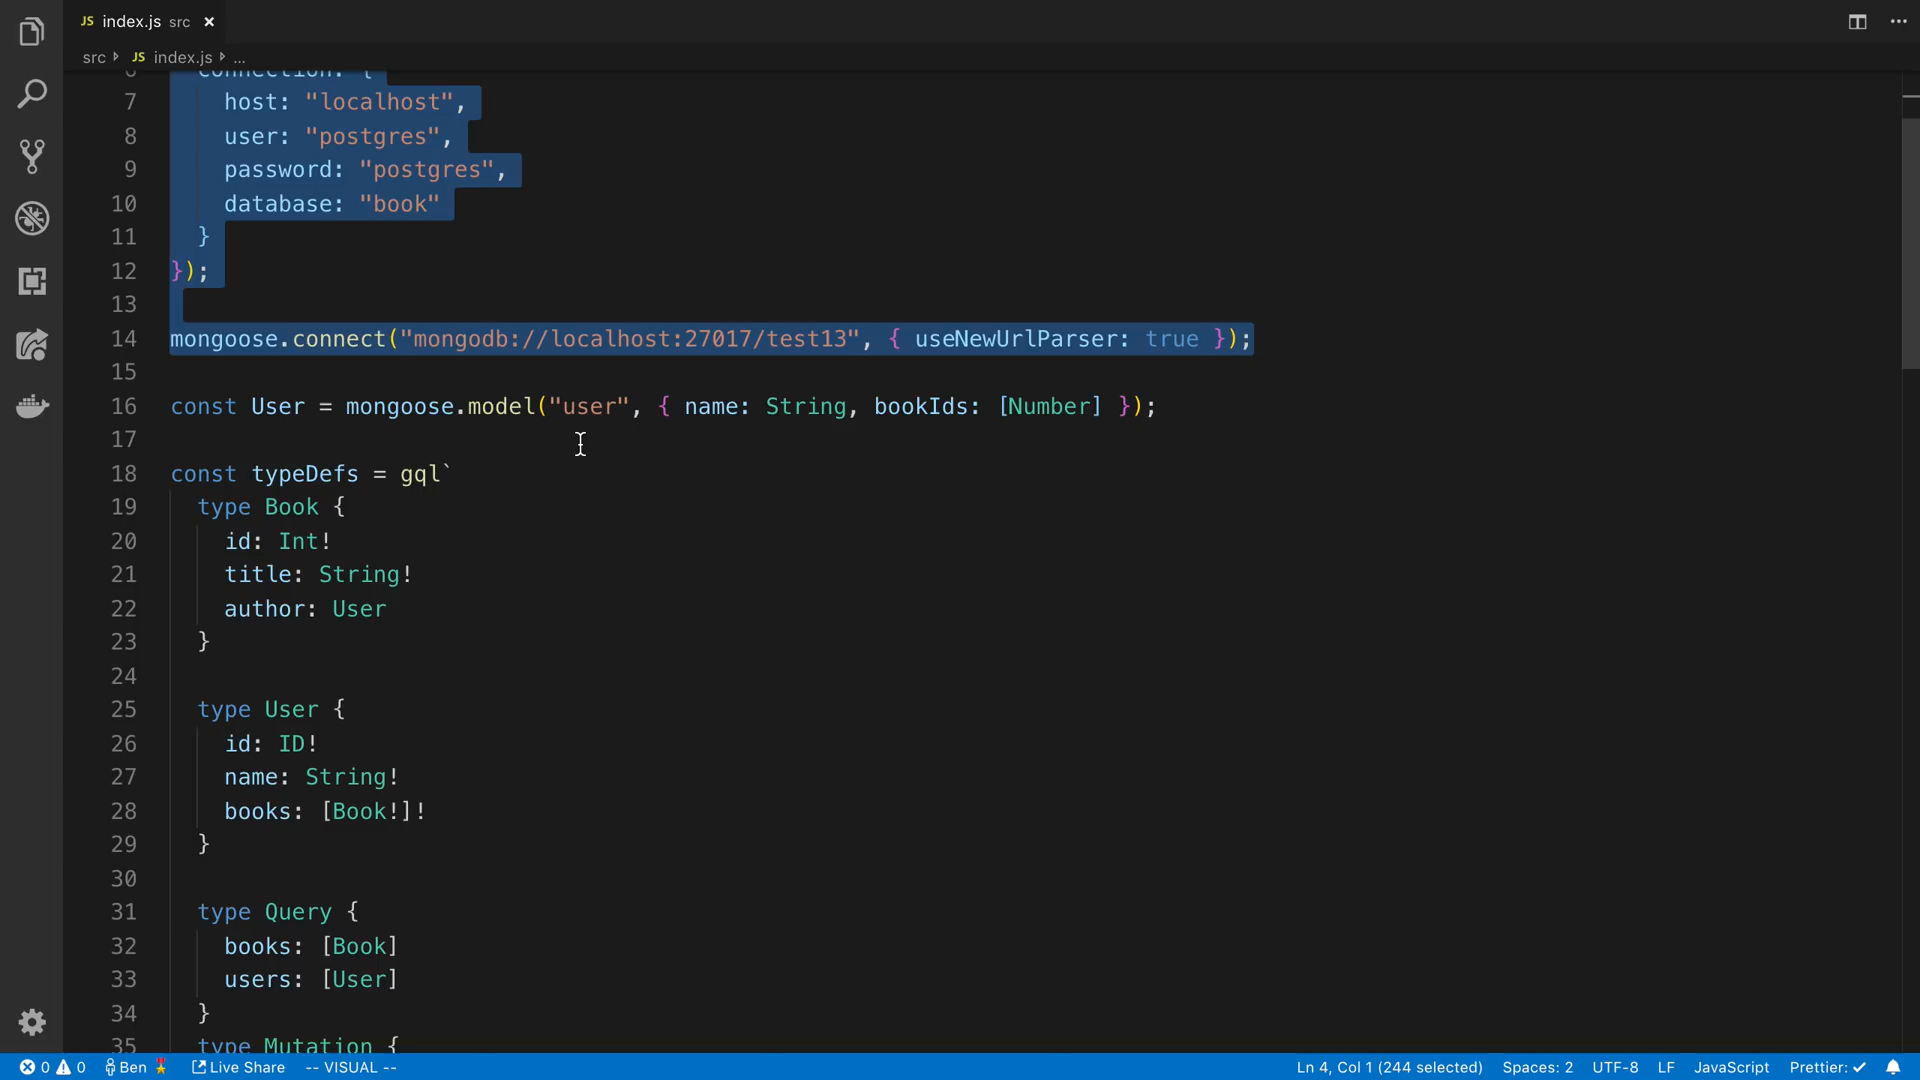 JS index.js src ×
src JS index.js ...
6 connection: {
7 host: "localhost",
8 user: "postgres",
9 password: "postgres",
10 database: "book"
11 }
12 });
13
14 mongoose.connect("mongodb://localhost:27017/test13", { useNewUrlParser: true });
15
16 const User = mongoose.model("user", { name: String, bookIds: [Number] });
17
18 const typeDefs = gql`
19 type Book {
20 id: Int!
21 title: String!
22 author: User
23 }
24
25 type User {
26 id: ID!
27 name: String!
28 books: [Book!]!
29 }
30
31 type Query {
32 books: [Book]
33 users: [User]
34 }
35 type Mutation {
0 0 Ben Live Share -- VISUAL -- Ln 4, Col 1 (244 selected) Spaces: 2 UTF-8 LF JavaScript Prettier: ✓